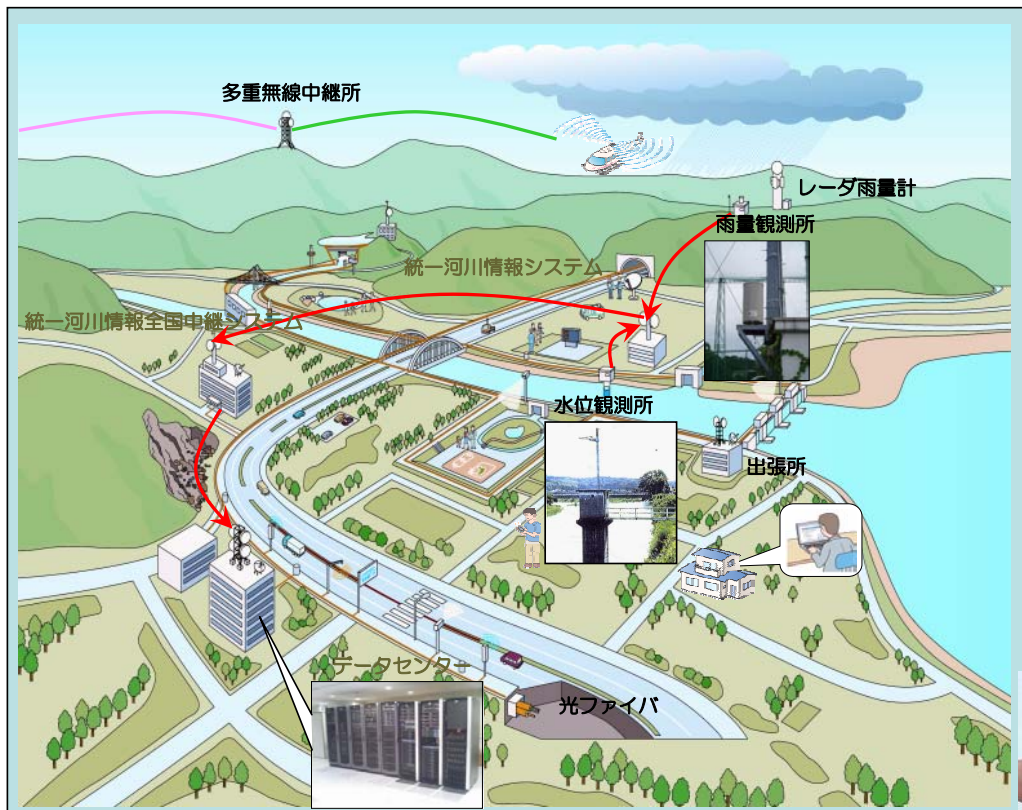 多重無線中継所
レーダ雨量計
雨量観測所
統一河川情報システム
統一河川情報全国中継システム
水位観測所
出張所
データセンター
光ファイバ